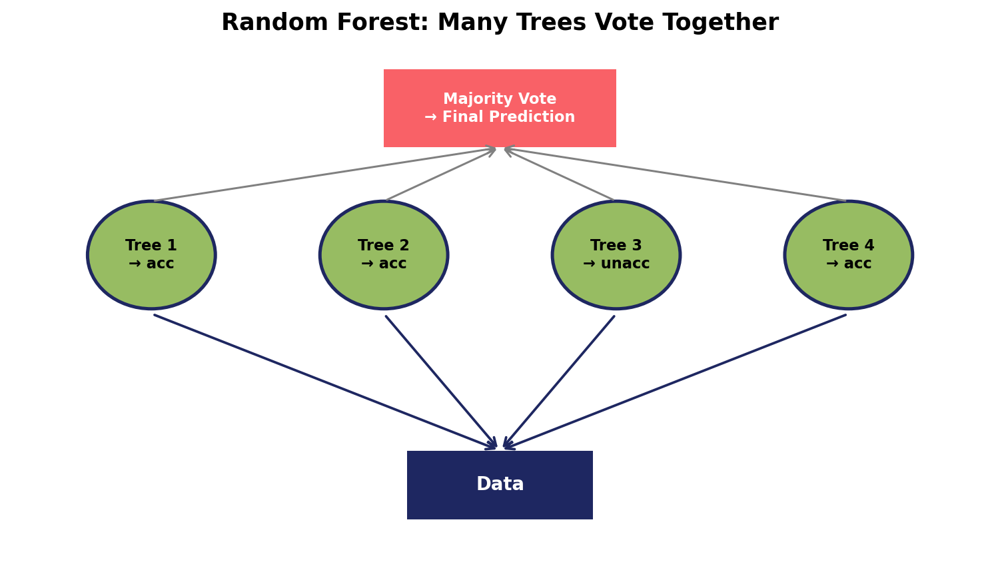 Random Forest: Many Trees Vote Together
Majority Vote
→ Final Prediction
Tree 1
→ acc
Tree 2
→ acc
Tree 3
→ unacc
Tree 4
→ acc
Data